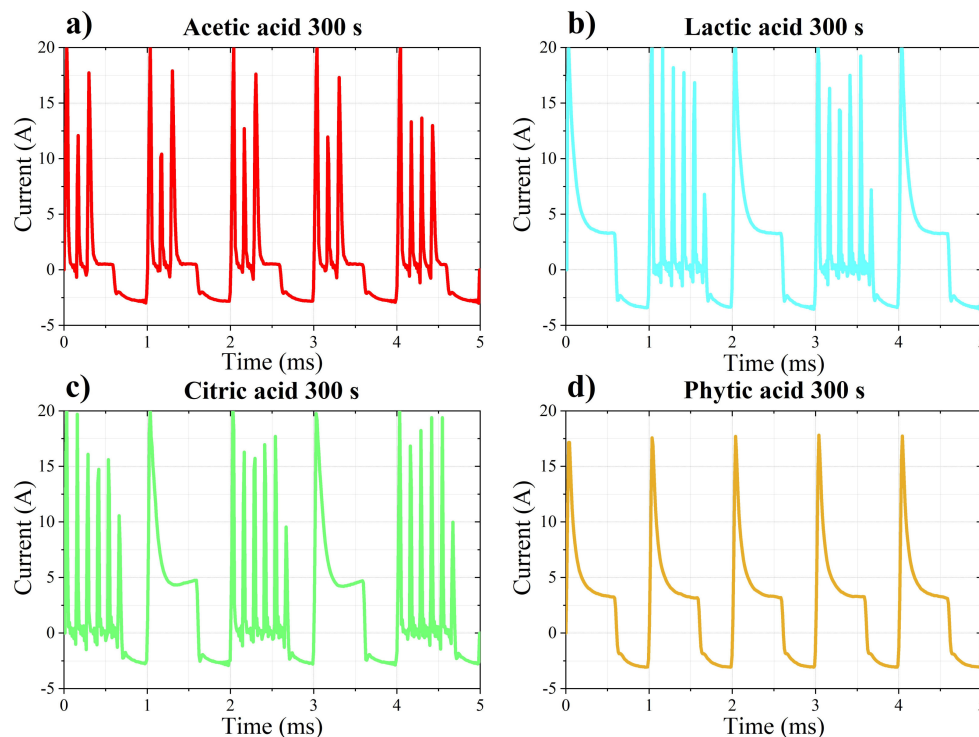 a) Acetic acid 300 s
20
15
10
5
0
-5
Current (A)
0 1 2 3 4 5
Time (ms)
b) Lactic acid 300 s
20
15
10
5
0
-5
Current (A)
0 1 2 3 4
Time (ms)
c) Citric acid 300 s
20
15
10
5
0
-5
Current (A)
0 1 2 3 4 5
Time (ms)
d) Phytic acid 300 s
20
15
10
5
0
-5
Current (A)
0 1 2 3 4
Time (ms)